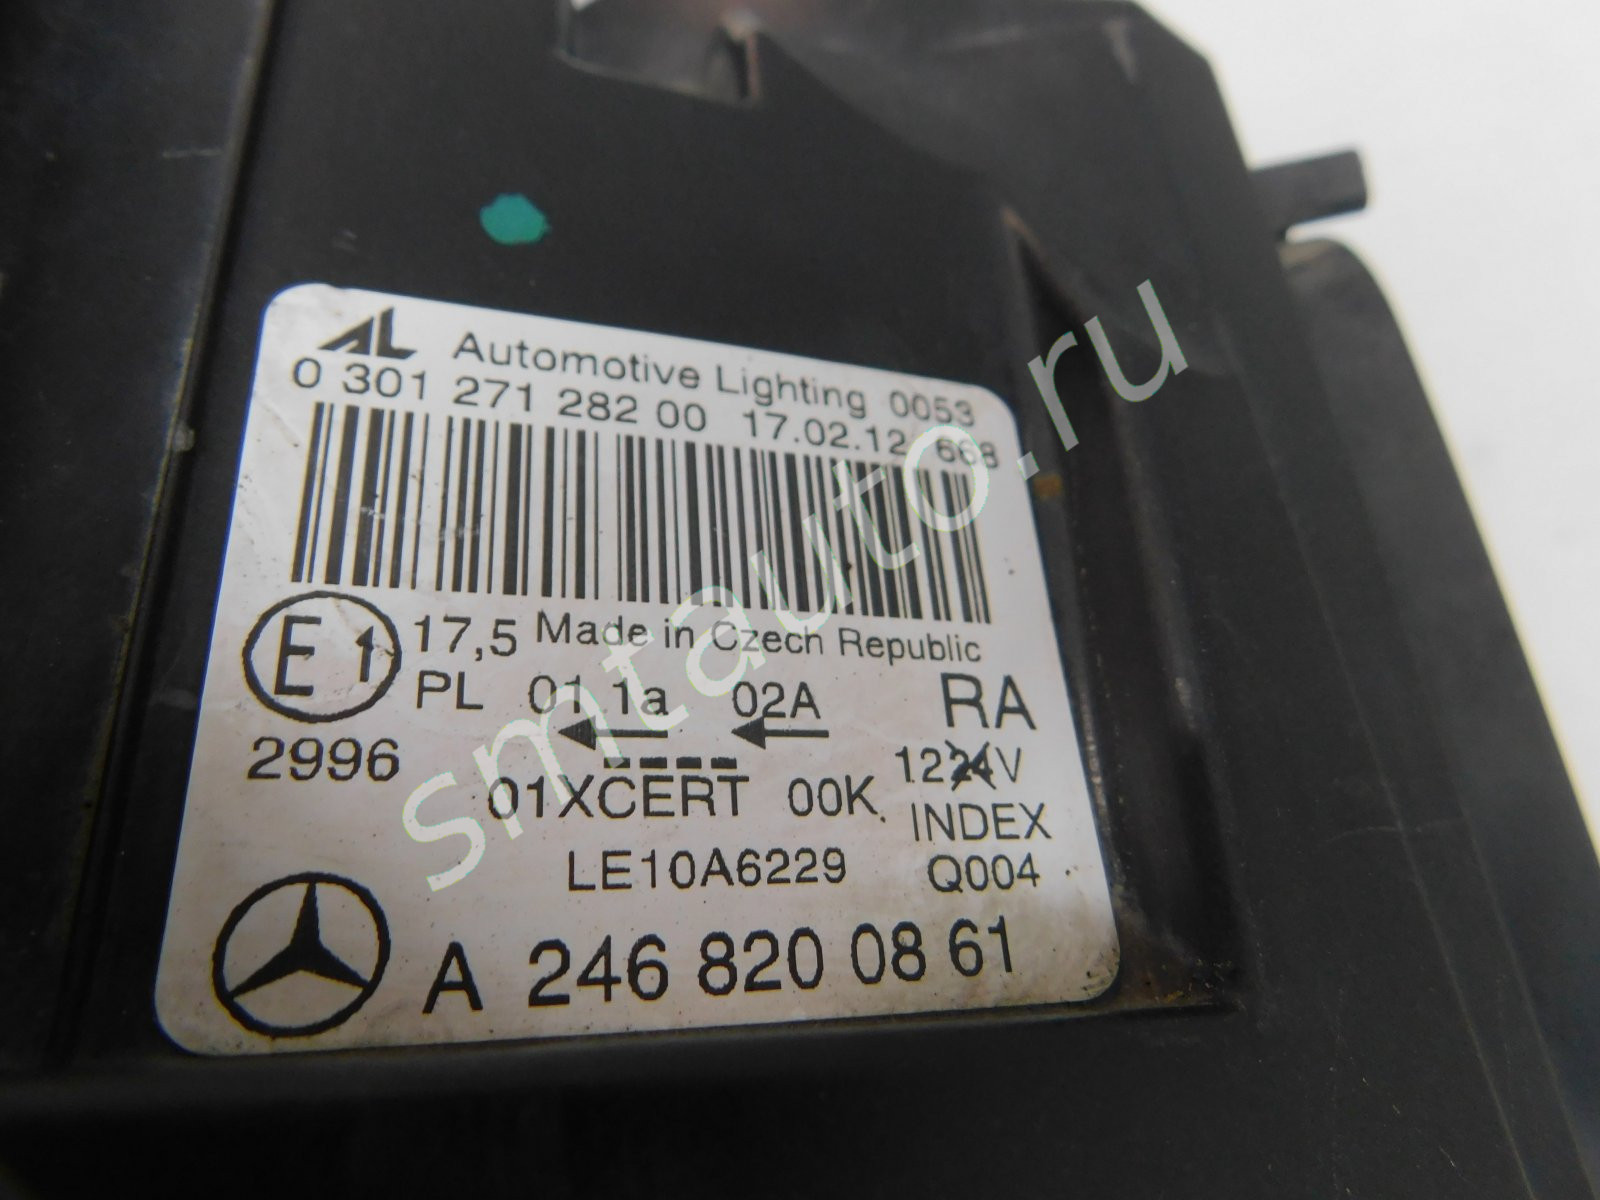 AL Automotive Lighting 0053
0 301 271 282 00 17.02.12 668
E1 17,5 Made in Czech Republic
PL 01 1a 02A RA
2996 1224V
01XCERT 00K INDEX
LE10A6229 Q004
A 246 820 08 61
smtauto.ru